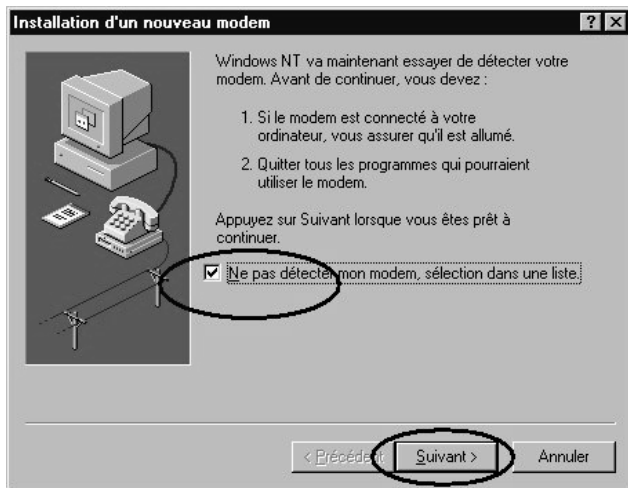 Installation d'un nouveau modem
Windows NT va maintenant essayer de détecter votre
modem. Avant de continuer, vous devez :
1. Si le modem est connecté à votre
ordinateur, vous assurer qu'il est allumé.
2. Quitter tous les programmes qui pourraient
utiliser le modem.
Appuyez sur Suivant lorsque vous êtes prêt à
continuer.
Ne pas détecter mon modem, sélection dans une liste.
< Précédent Suivant > Annuler